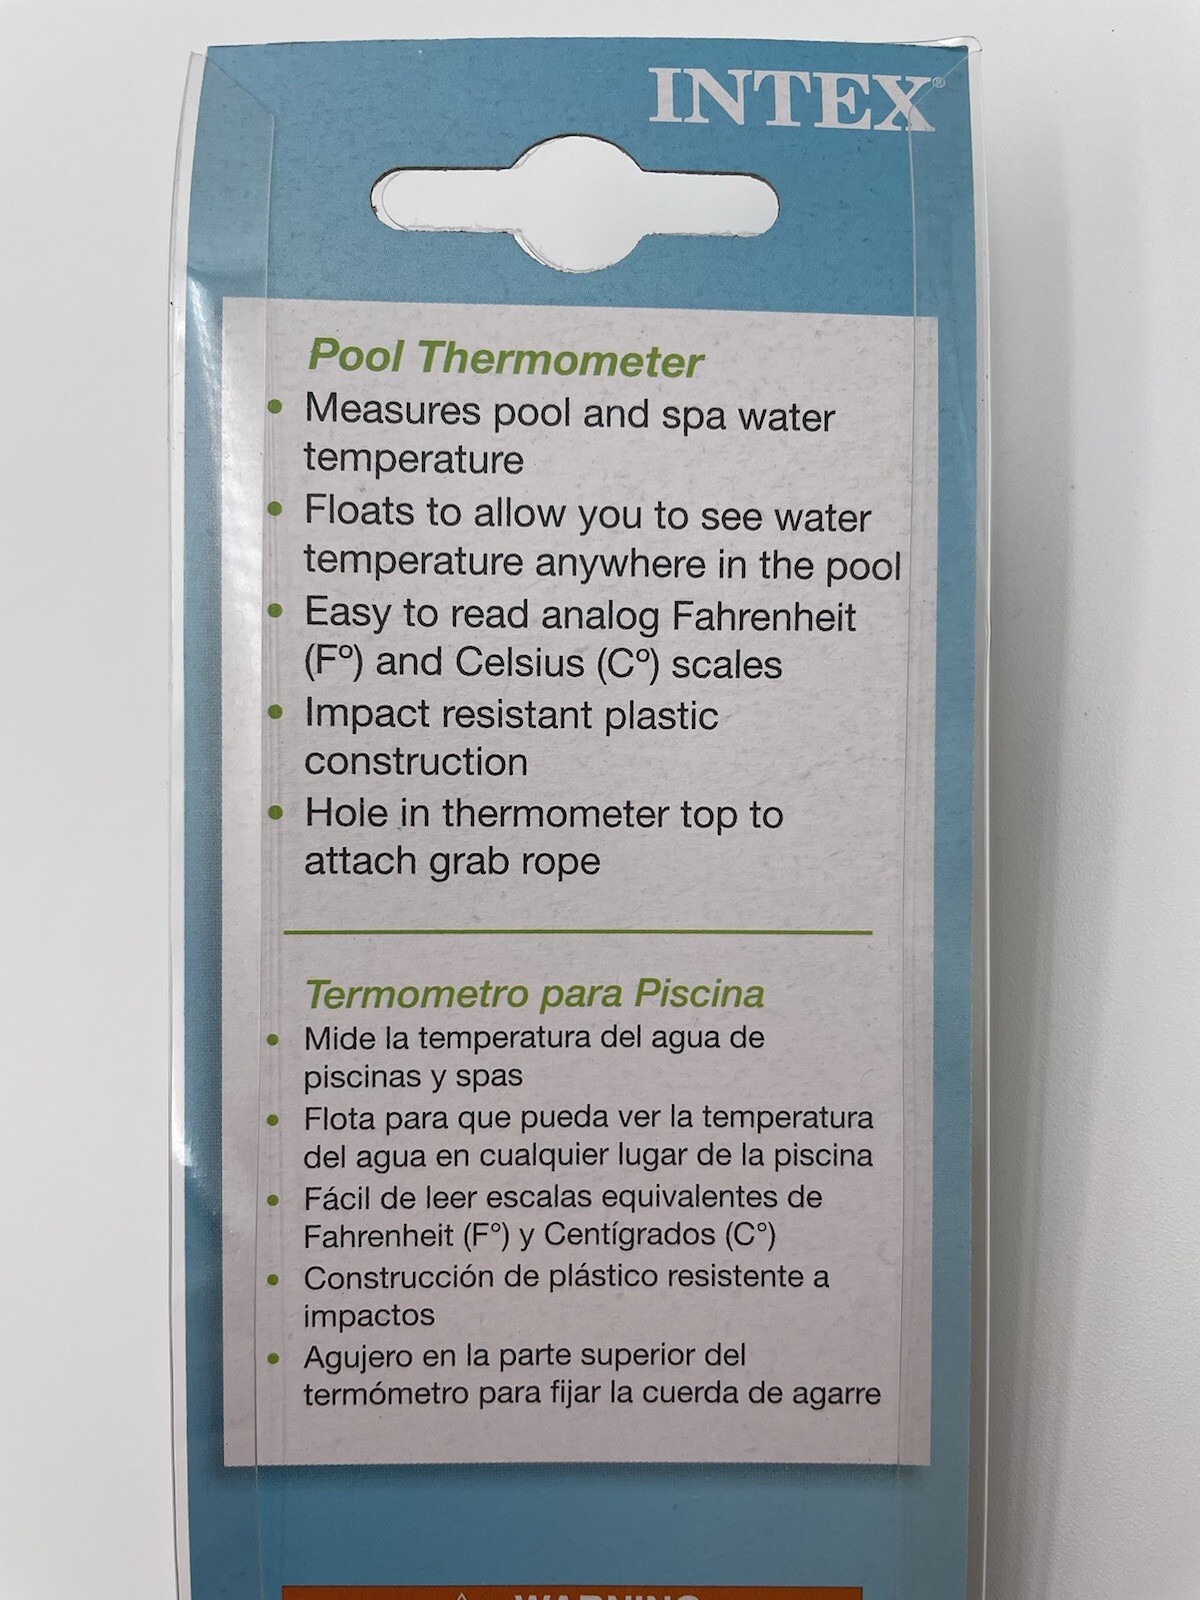 INTEX®
Pool Thermometer
• Measures pool and spa water
temperature
• Floats to allow you to see water
temperature anywhere in the pool
• Easy to read analog Fahrenheit
(Fº) and Celsius (Cº) scales
• Impact resistant plastic
construction
• Hole in thermometer top to
attach grab rope
Termometro para Piscina
• Mide la temperatura del agua de
piscinas y spas
• Flota para que pueda ver la temperatura
del agua en cualquier lugar de la piscina
• Fácil de leer escalas equivalentes de
Fahrenheit (F°) y Centígrados (C°)
• Construcción de plástico resistente a
impactos
• Agujero en la parte superior del
termómetro para fijar la cuerda de agarre
WARNING